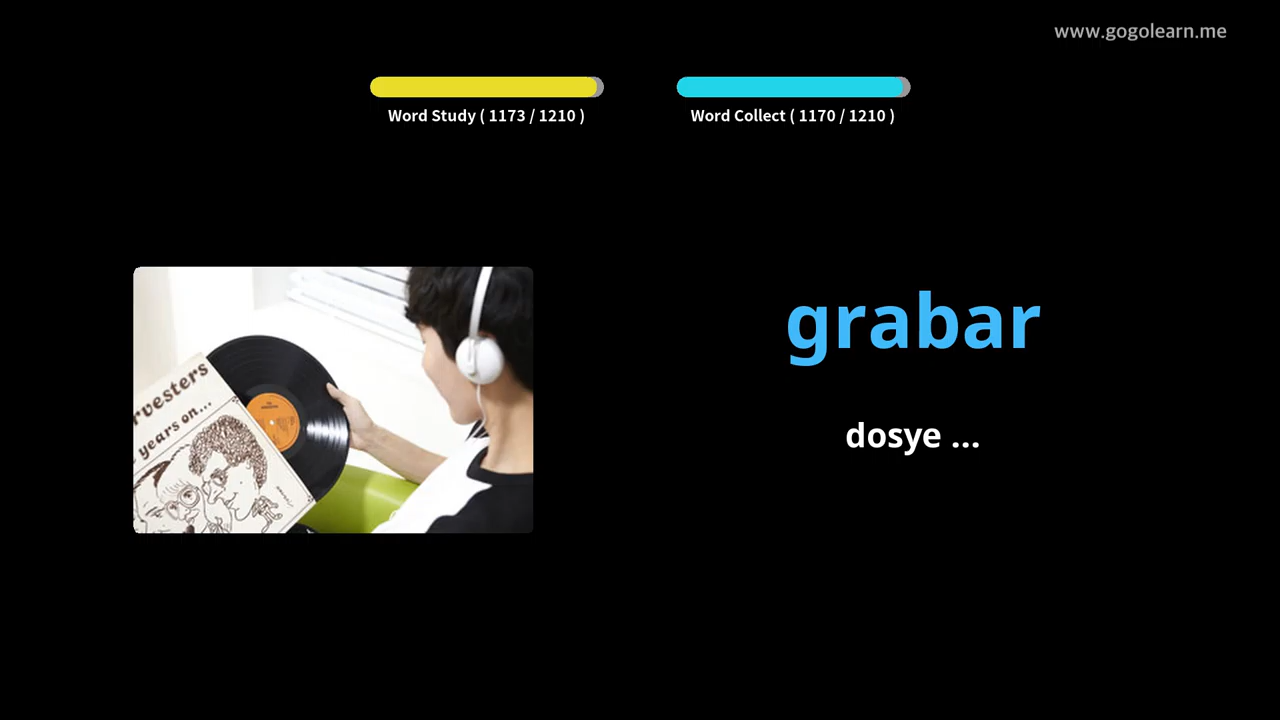 www.gogolearn.me
Word Study ( 1173 / 1210 )
Word Collect ( 1170 / 1210 )
grabar
dosye ...
rvesters
years on...